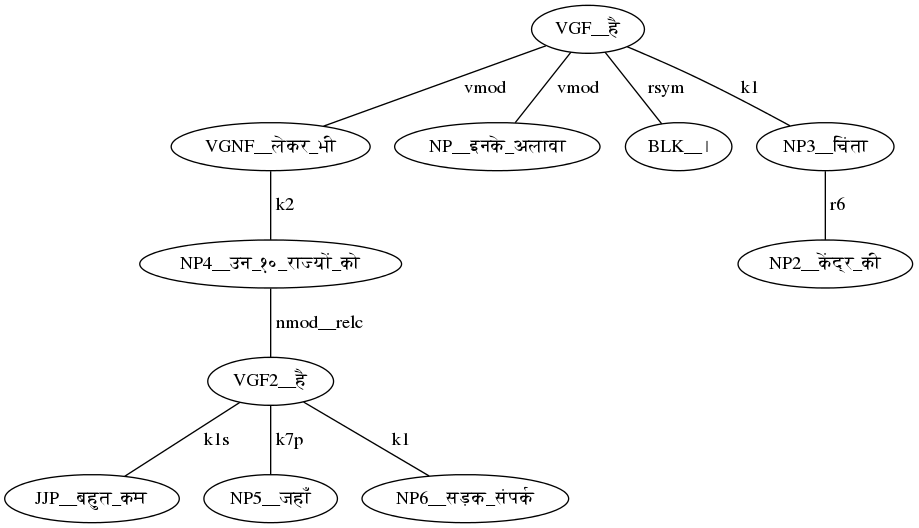 VGF__है
vmod vmod rsym k1
VGNF__लेकर_भी NP__इनके_अलावा BLK__। NP3__चिंता
k2 r6
NP4__उन_१०_राज्यों_को NP2__केंद्र_की
nmod__relc
VGF2__है
k1s k7p k1
JJP__बहुत_कम NP5__जहाँ NP6__सड़क_संपर्क